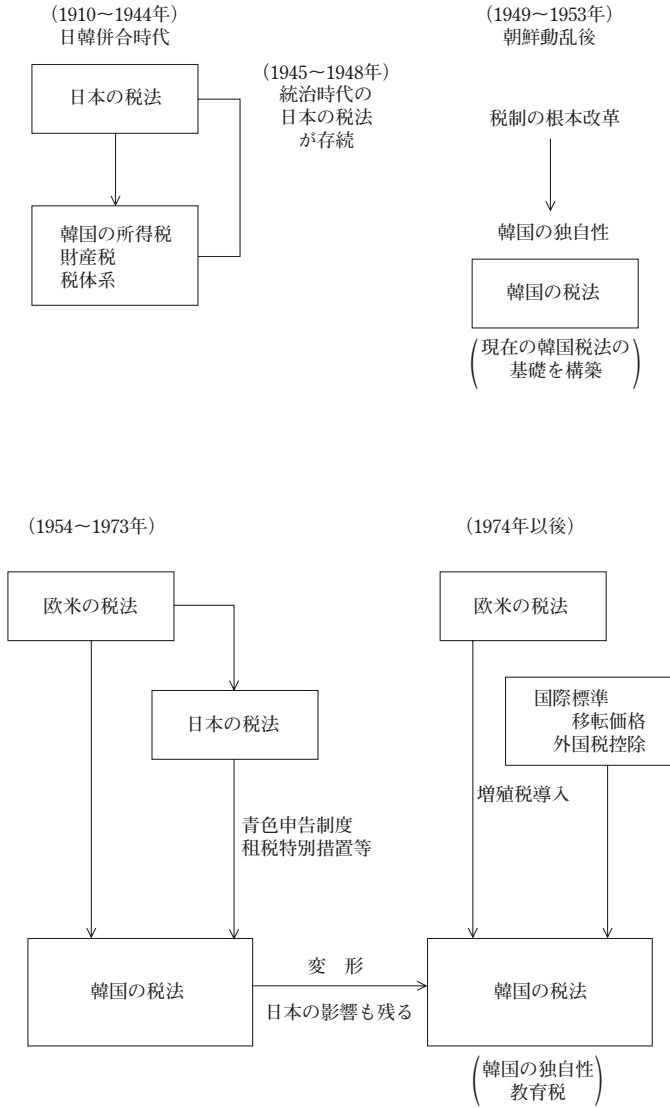 （1910～1944年）
日韓併合時代
日本の税法
韓国の所得税
財産税
税体系
（1945～1948年）
統治時代の
日本の税法
が存続
（1949～1953年）
朝鮮動乱後
税制の根本改革
韓国の独自性
韓国の税法
（現在の韓国税法の
基礎を構築）
（1954～1973年）
欧米の税法
日本の税法
青色申告制度
租税特別措置等
韓国の税法
変　形
日本の影響も残る
（1974年以後）
欧米の税法
国際標準
移転価格
外国税控除
増殖税導入
韓国の税法
（韓国の独自性
教育税）